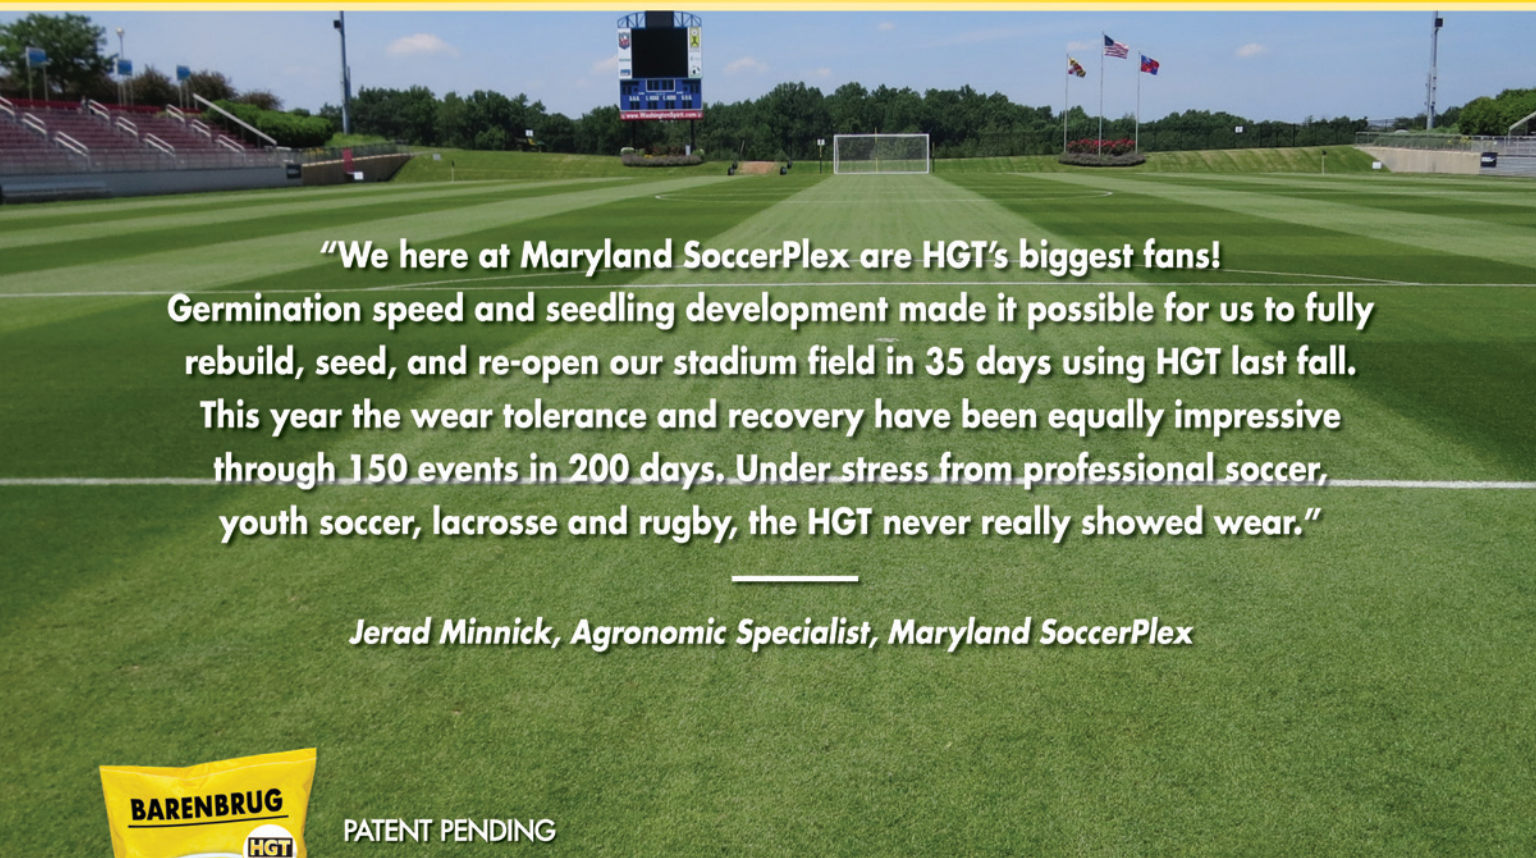 www.WashingtonSpirit.com
“We here at Maryland SoccerPlex are HGT’s biggest fans!
Germination speed and seedling development made it possible for us to fully
rebuild, seed, and re-open our stadium field in 35 days using HGT last fall.
This year the wear tolerance and recovery have been equally impressive
through 150 events in 200 days. Under stress from professional soccer,
youth soccer, lacrosse and rugby, the HGT never really showed wear.”
Jerad Minnick, Agronomic Specialist, Maryland SoccerPlex
BARENBRUG
HGT
PATENT PENDING